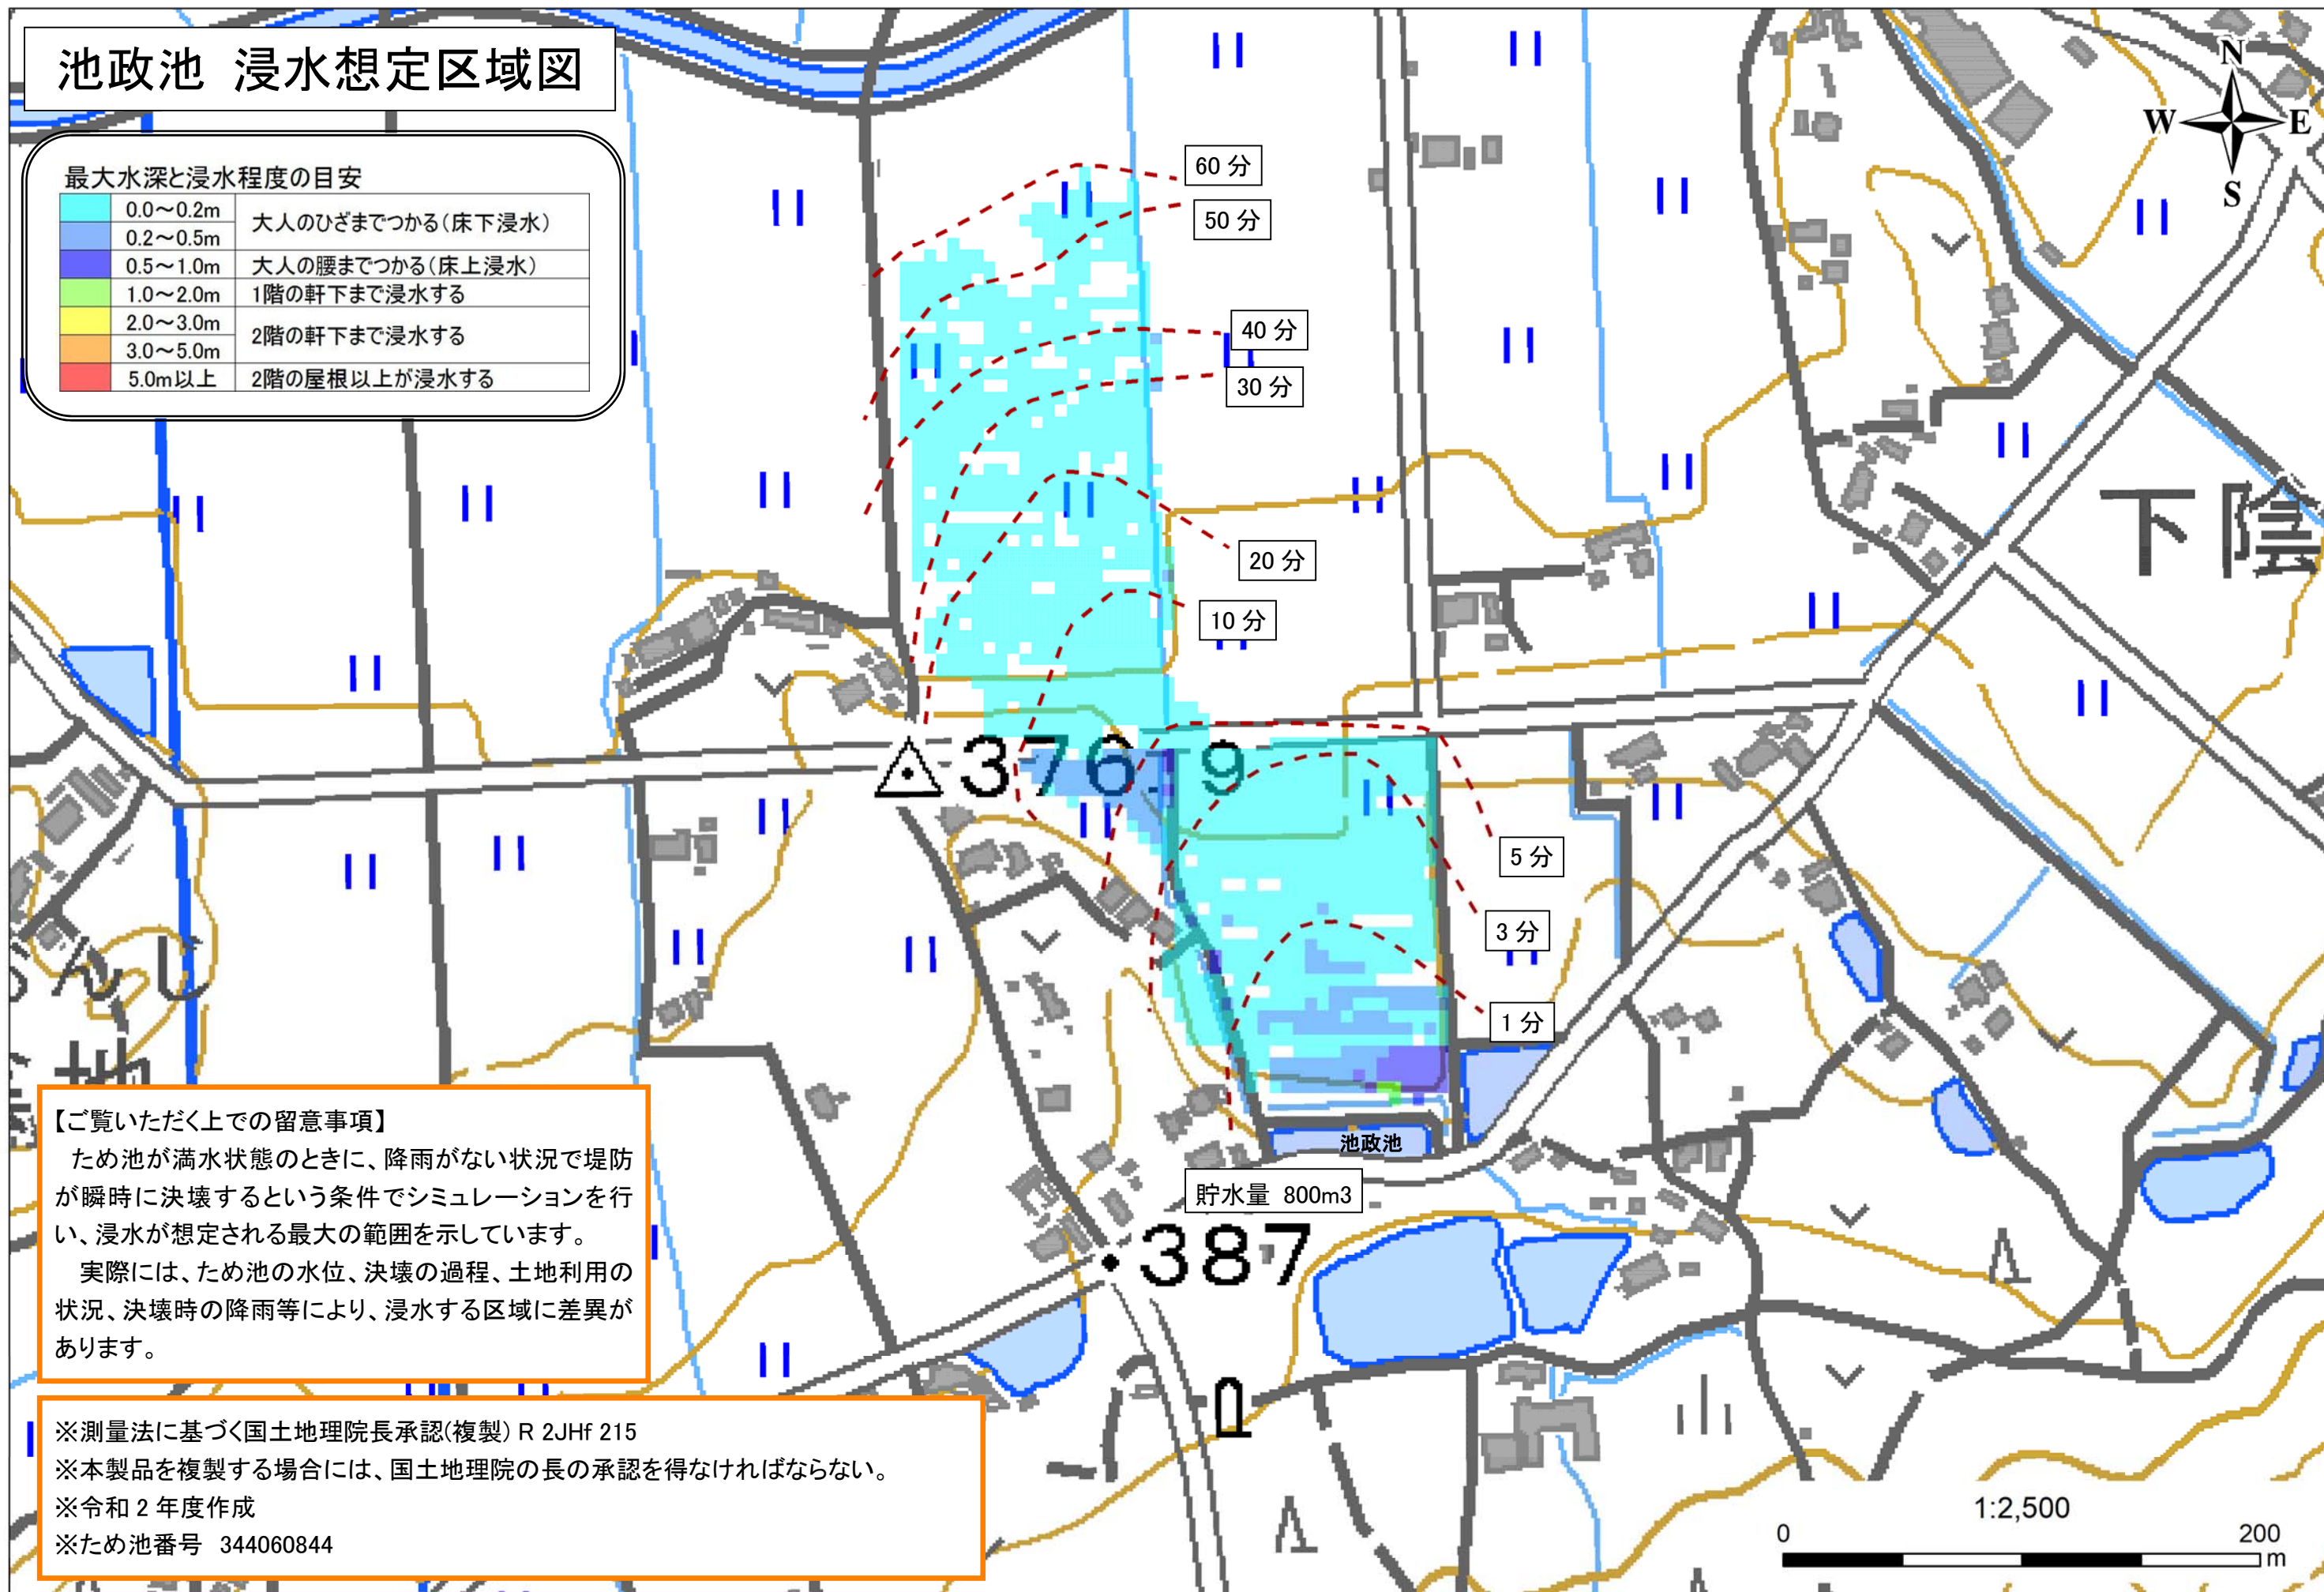 池政池 浸水想定区域図
N
W
E
S
最大水深と浸水程度の目安
0.0～0.2m
大人のひざまでつかる(床下浸水)
0.2～0.5m
0.5～1.0m
大人の腰までつかる(床上浸水)
1.0～2.0m
1階の軒下まで浸水する
2.0～3.0m
2階の軒下まで浸水する
3.0～5.0m
5.0m以上
2階の屋根以上が浸水する
60 分
50 分
40 分
30 分
20 分
10 分
下陰
376.9
5 分
3 分
1 分
池政池
貯水量 800m3
387
【ご覧いただく上での留意事項】
ため池が満水状態のときに、降雨がない状況で堤防
が瞬時に決壊するという条件でシミュレーションを行
い、浸水が想定される最大の範囲を示しています。
実際には、ため池の水位、決壊の過程、土地利用の
状況、決壊時の降雨等により、浸水する区域に差異が
あります。
※測量法に基づく国土地理院長承認(複製) R 2JHf 215
※本製品を複製する場合には、国土地理院の長の承認を得なければならない。
※令和 2 年度作成
※ため池番号 344060844
1:2,500
0
200
m